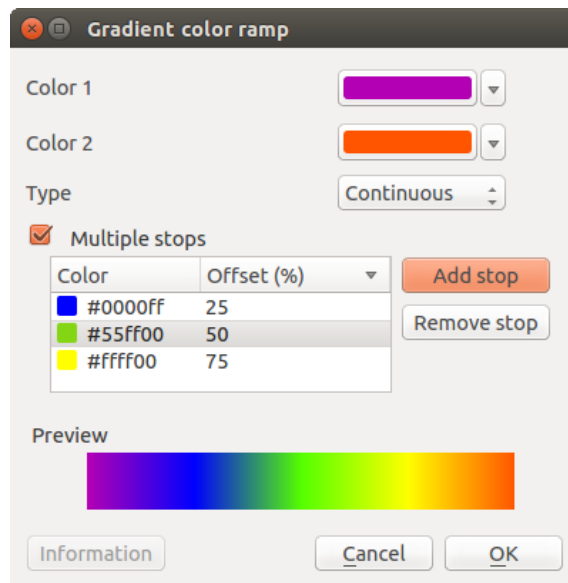 Gradient color ramp
Color 1
Color 2
Type Continuous
Multiple stops
Color Offset (%) Add stop
#0000ff 25
#55ff00 50 Remove stop
#ffff00 75
Preview
Information Cancel OK